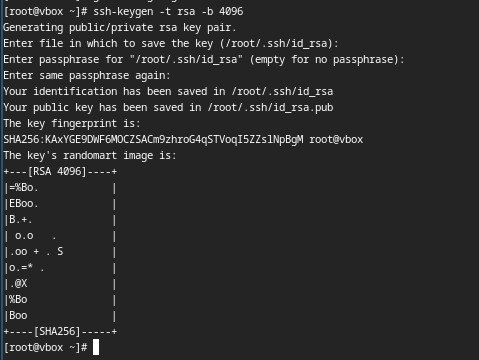 [root@vbox ~]# ssh-keygen -t rsa -b 4096
Generating public/private rsa key pair.
Enter file in which to save the key (/root/.ssh/id_rsa):
Enter passphrase for "/root/.ssh/id_rsa" (empty for no passphrase):
Enter same passphrase again:
Your identification has been saved in /root/.ssh/id_rsa
Your public key has been saved in /root/.ssh/id_rsa.pub
The key fingerprint is:
SHA256:KAxYGE9DWF6MOCZSACm9zhroG4qSTVoqI5ZZslNpBgM root@vbox
The key's randomart image is:
+---[RSA 4096]----+
|=%Bo.            |
|EBoo.            |
|B.+.             |
| o.o   .         |
|.oo + . S        |
|o.=* .           |
|.@X              |
|%Bo              |
|Boo              |
+----[SHA256]-----+
[root@vbox ~]#